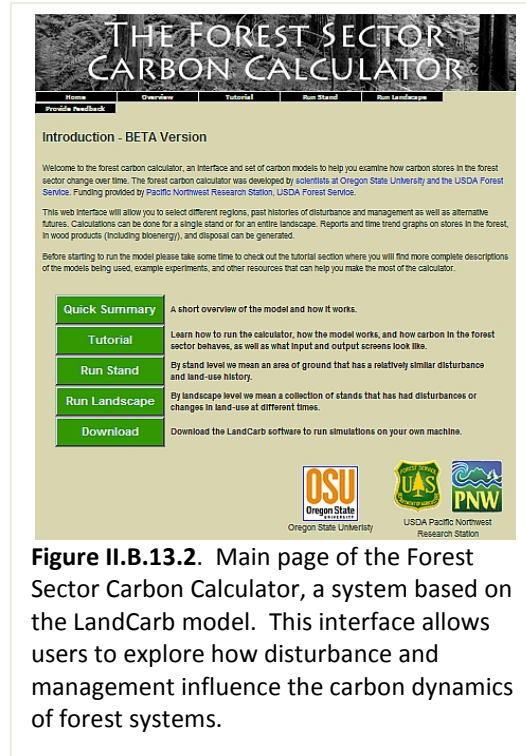 THE FOREST SECTOR
CARBON CALCULATOR
Home Overview Tutorial Run Stand Run Landscape
Provide Feedback
Introduction - BETA Version
Welcome to the forest carbon calculator, an interface and set of carbon models to help you examine how carbon stores in the forest
sector change over time. The forest carbon calculator was developed by scientists at Oregon State University and the USDA Forest
Service. Funding provided by Pacific Northwest Research Station, USDA Forest Service.
This web interface will allow you to select different regions, past histories of disturbance and management as well as alternative
futures. Calculations can be done for a single stand or for an entire landscape. Reports and time trend graphs on stores in the forest,
in wood products (including bioenergy), and disposal can be generated.
Before starting to run the model please take some time to check out the tutorial section where you will find more complete descriptions
of the models being used, example experiments, and other resources that can help you make the most of the calculator.
Quick Summary A short overview of the model and how it works.
Tutorial Learn how to run the calculator, how the model works, and how carbon in the forest
sector behaves, as well as what input and output screens look like.
Run Stand By stand level we mean an area of ground that has a relatively similar disturbance
and land-use history.
Run Landscape By landscape level we mean a collection of stands that has had disturbances or
changes in land-use at different times.
Download Download the LandCarb software to run simulations on your own machine.
OSU
Oregon State
UNIVERSITY
Oregon State Univeristy
FOREST SERVICE
UAS
DEPARTMENT OF AGRICULTURE
PNW
USDA Pacific Northwest
Research Station
Figure II.B.13.2. Main page of the Forest
Sector Carbon Calculator, a system based on
the LandCarb model. This interface allows
users to explore how disturbance and
management influence the carbon dynamics
of forest systems.